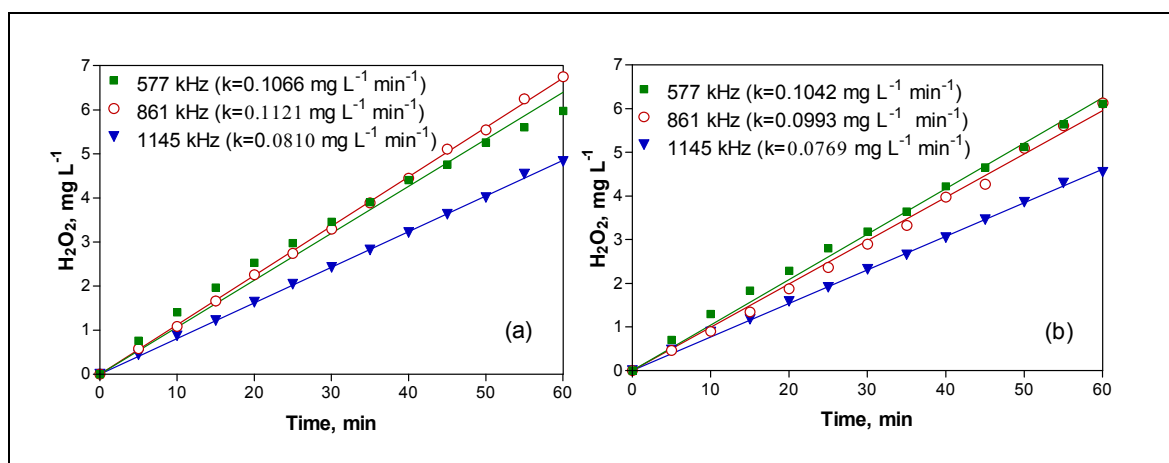 7
6
5
4
3
2
1
0
H₂O₂, mg L⁻¹
577 kHz (k=0.1066 mg L⁻¹ min⁻¹)
861 kHz (k=0.1121 mg L⁻¹ min⁻¹)
1145 kHz (k=0.0810 mg L⁻¹ min⁻¹)
(a)
0 10 20 30 40 50 60
Time, min
7
6
5
4
3
2
1
0
H₂O₂, mg L⁻¹
577 kHz (k=0.1042 mg L⁻¹ min⁻¹)
861 kHz (k=0.0993 mg L⁻¹ min⁻¹)
1145 kHz (k=0.0769 mg L⁻¹ min⁻¹)
(b)
0 10 20 30 40 50 60
Time, min